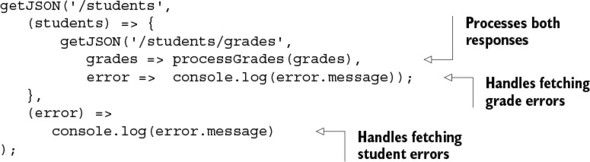 getJSON('/students',
    (students) => {
        getJSON('/students/grades',
            grades => processGrades(grades),
            error =>  console.log(error.message));
    },
    (error) =>
        console.log(error.message)
);
Processes both
responses
Handles fetching
grade errors
Handles fetching
student errors